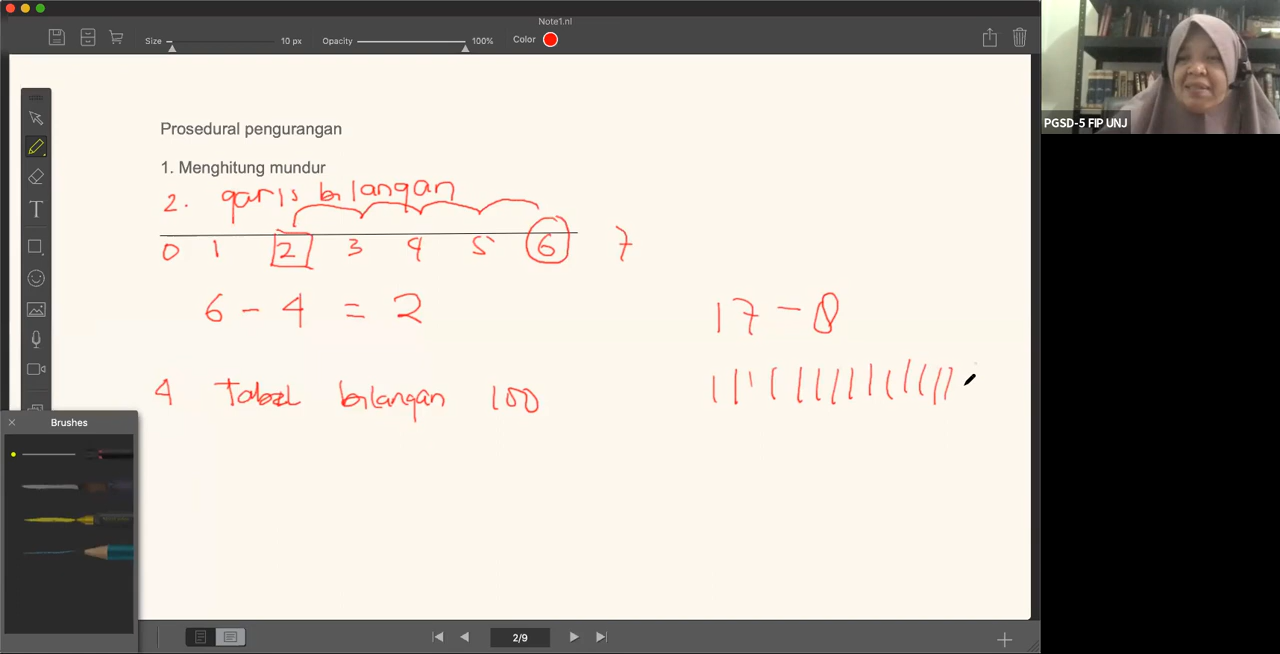 Note1.nl
Size 10 px Opacity 100% Color
PGSD-5 FIP UNJ
Prosedural pengurangan
1. Menghitung mundur
2. garis bilangan
0 1 2 3 4 5 6 7
6 - 4 = 2
17 - 8
4 Tabel bilangan 100
Brushes
2/9